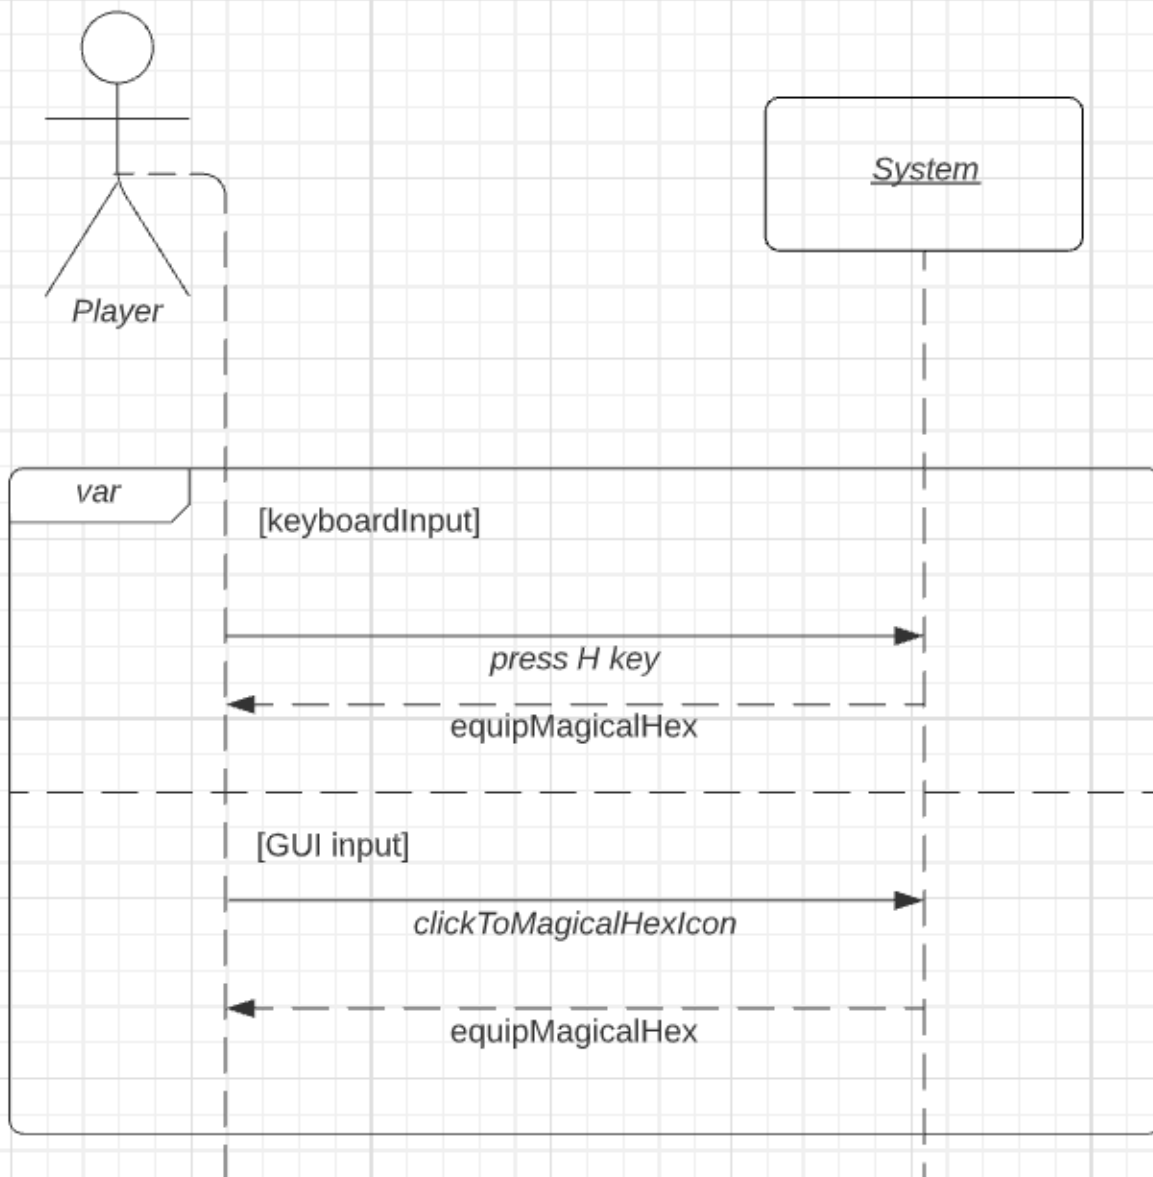 System
Player
var
[keyboardInput]
press H key
equipMagicalHex
[GUI input]
clickToMagicalHexIcon
equipMagicalHex